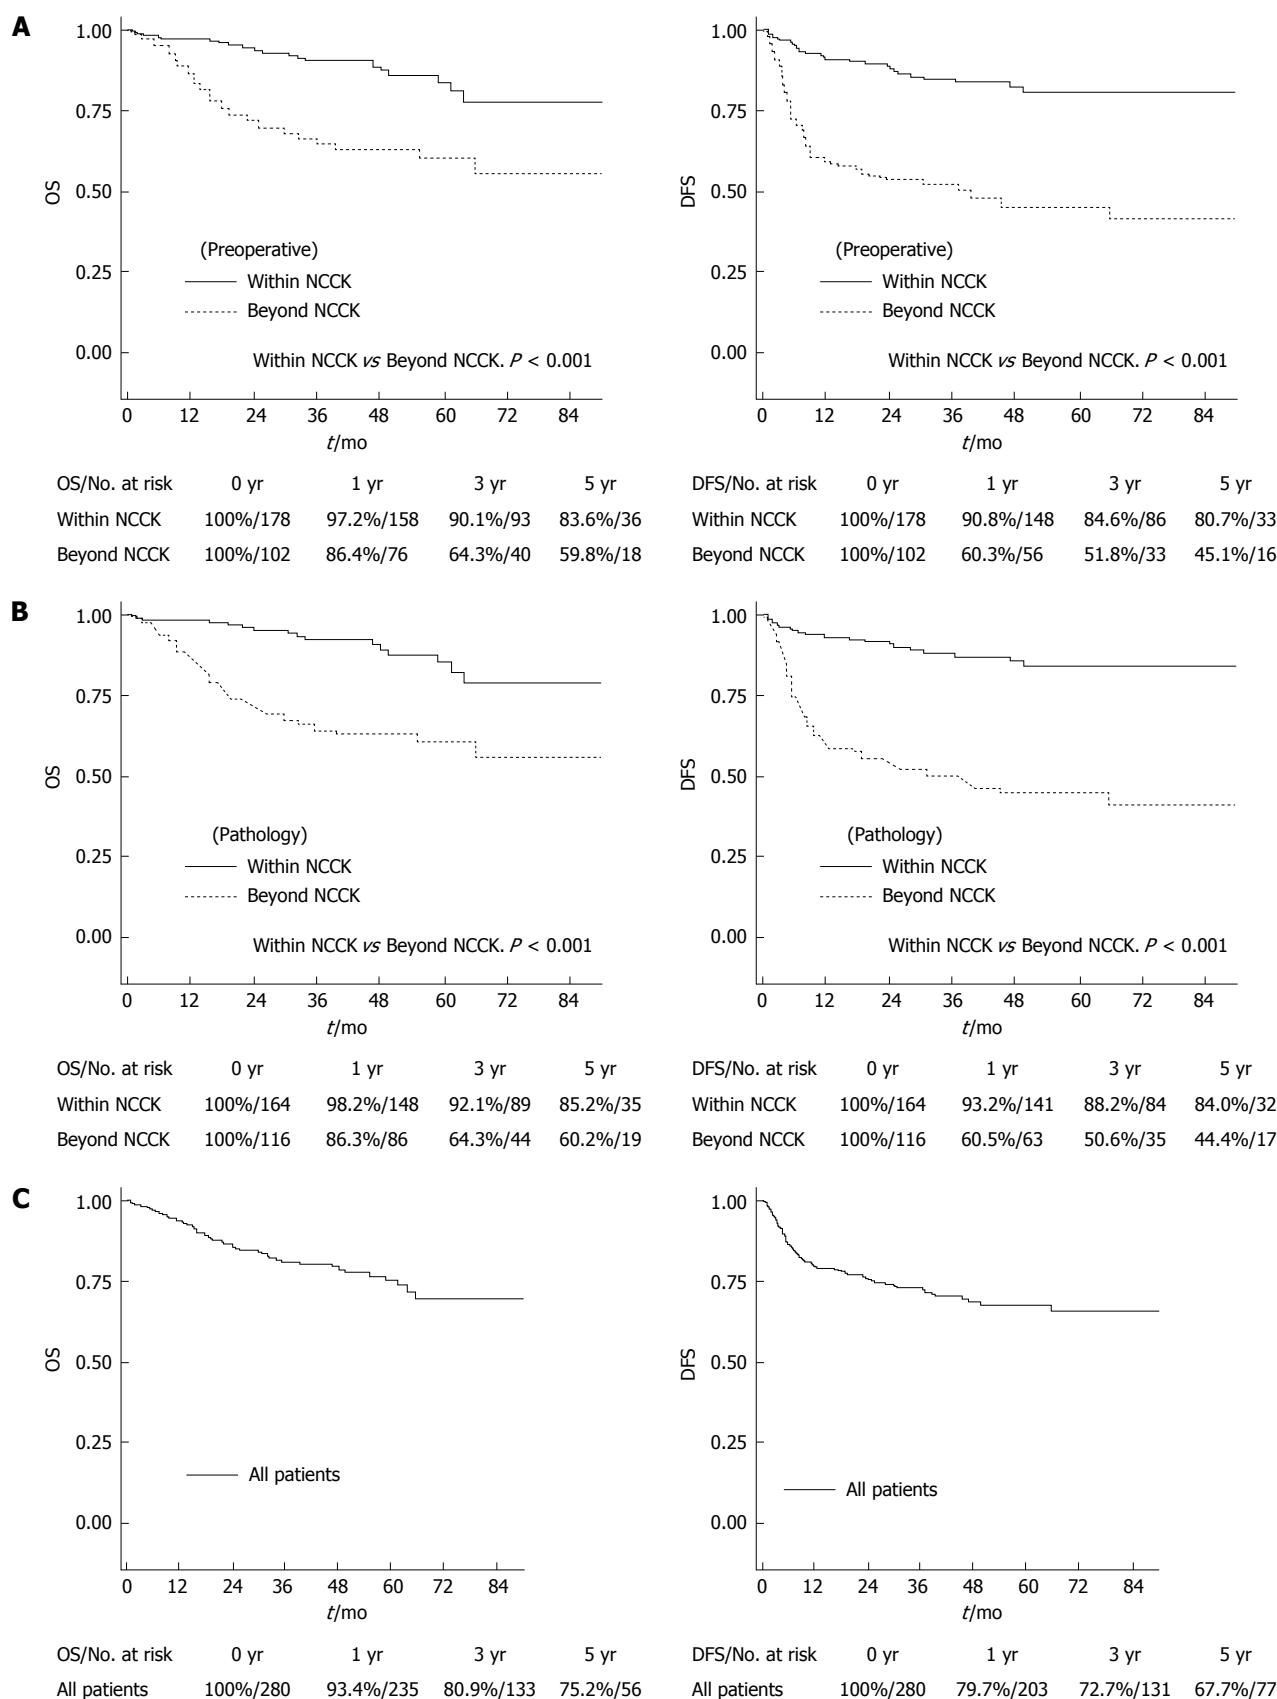 A
1.00
0.75
0.50
0.25
0.00
OS
(Preoperative)
Within NCCK
Beyond NCCK
Within NCCK vs Beyond NCCK. P < 0.001
0 12 24 36 48 60 72 84
t/mo
OS/No. at risk 0 yr 1 yr 3 yr 5 yr
Within NCCK 100%/178 97.2%/158 90.1%/93 83.6%/36
Beyond NCCK 100%/102 86.4%/76 64.3%/40 59.8%/18
1.00
0.75
0.50
0.25
0.00
DFS
(Preoperative)
Within NCCK
Beyond NCCK
Within NCCK vs Beyond NCCK. P < 0.001
0 12 24 36 48 60 72 84
t/mo
DFS/No. at risk 0 yr 1 yr 3 yr 5 yr
Within NCCK 100%/178 90.8%/148 84.6%/86 80.7%/33
Beyond NCCK 100%/102 60.3%/56 51.8%/33 45.1%/16
B
1.00
0.75
0.50
0.25
0.00
OS
(Pathology)
Within NCCK
Beyond NCCK
Within NCCK vs Beyond NCCK. P < 0.001
0 12 24 36 48 60 72 84
t/mo
OS/No. at risk 0 yr 1 yr 3 yr 5 yr
Within NCCK 100%/164 98.2%/148 92.1%/89 85.2%/35
Beyond NCCK 100%/116 86.3%/86 64.3%/44 60.2%/19
1.00
0.75
0.50
0.25
0.00
DFS
(Pathology)
Within NCCK
Beyond NCCK
Within NCCK vs Beyond NCCK. P < 0.001
0 12 24 36 48 60 72 84
t/mo
DFS/No. at risk 0 yr 1 yr 3 yr 5 yr
Within NCCK 100%/164 93.2%/141 88.2%/84 84.0%/32
Beyond NCCK 100%/116 60.5%/63 50.6%/35 44.4%/17
C
1.00
0.75
0.50
0.25
0.00
OS
All patients
0 12 24 36 48 60 72 84
t/mo
OS/No. at risk 0 yr 1 yr 3 yr 5 yr
All patients 100%/280 93.4%/235 80.9%/133 75.2%/56
1.00
0.75
0.50
0.25
0.00
DFS
All patients
0 12 24 36 48 60 72 84
t/mo
DFS/No. at risk 0 yr 1 yr 3 yr 5 yr
All patients 100%/280 79.7%/203 72.7%/131 67.7%/77